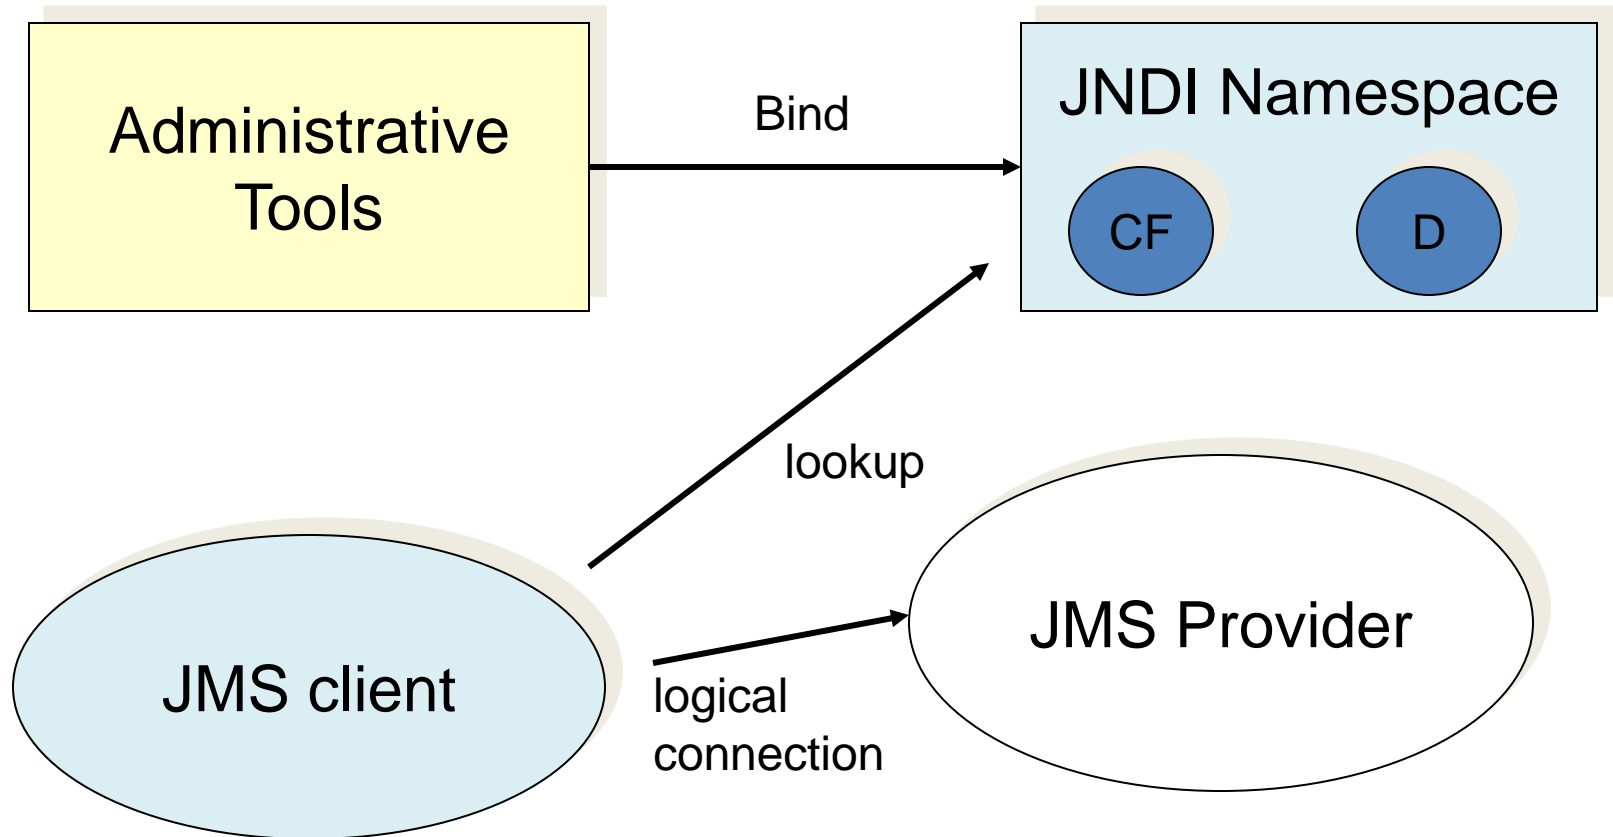 Administrative
Tools
Bind
JNDI Namespace
CF
D
lookup
JMS client
logical
connection
JMS Provider